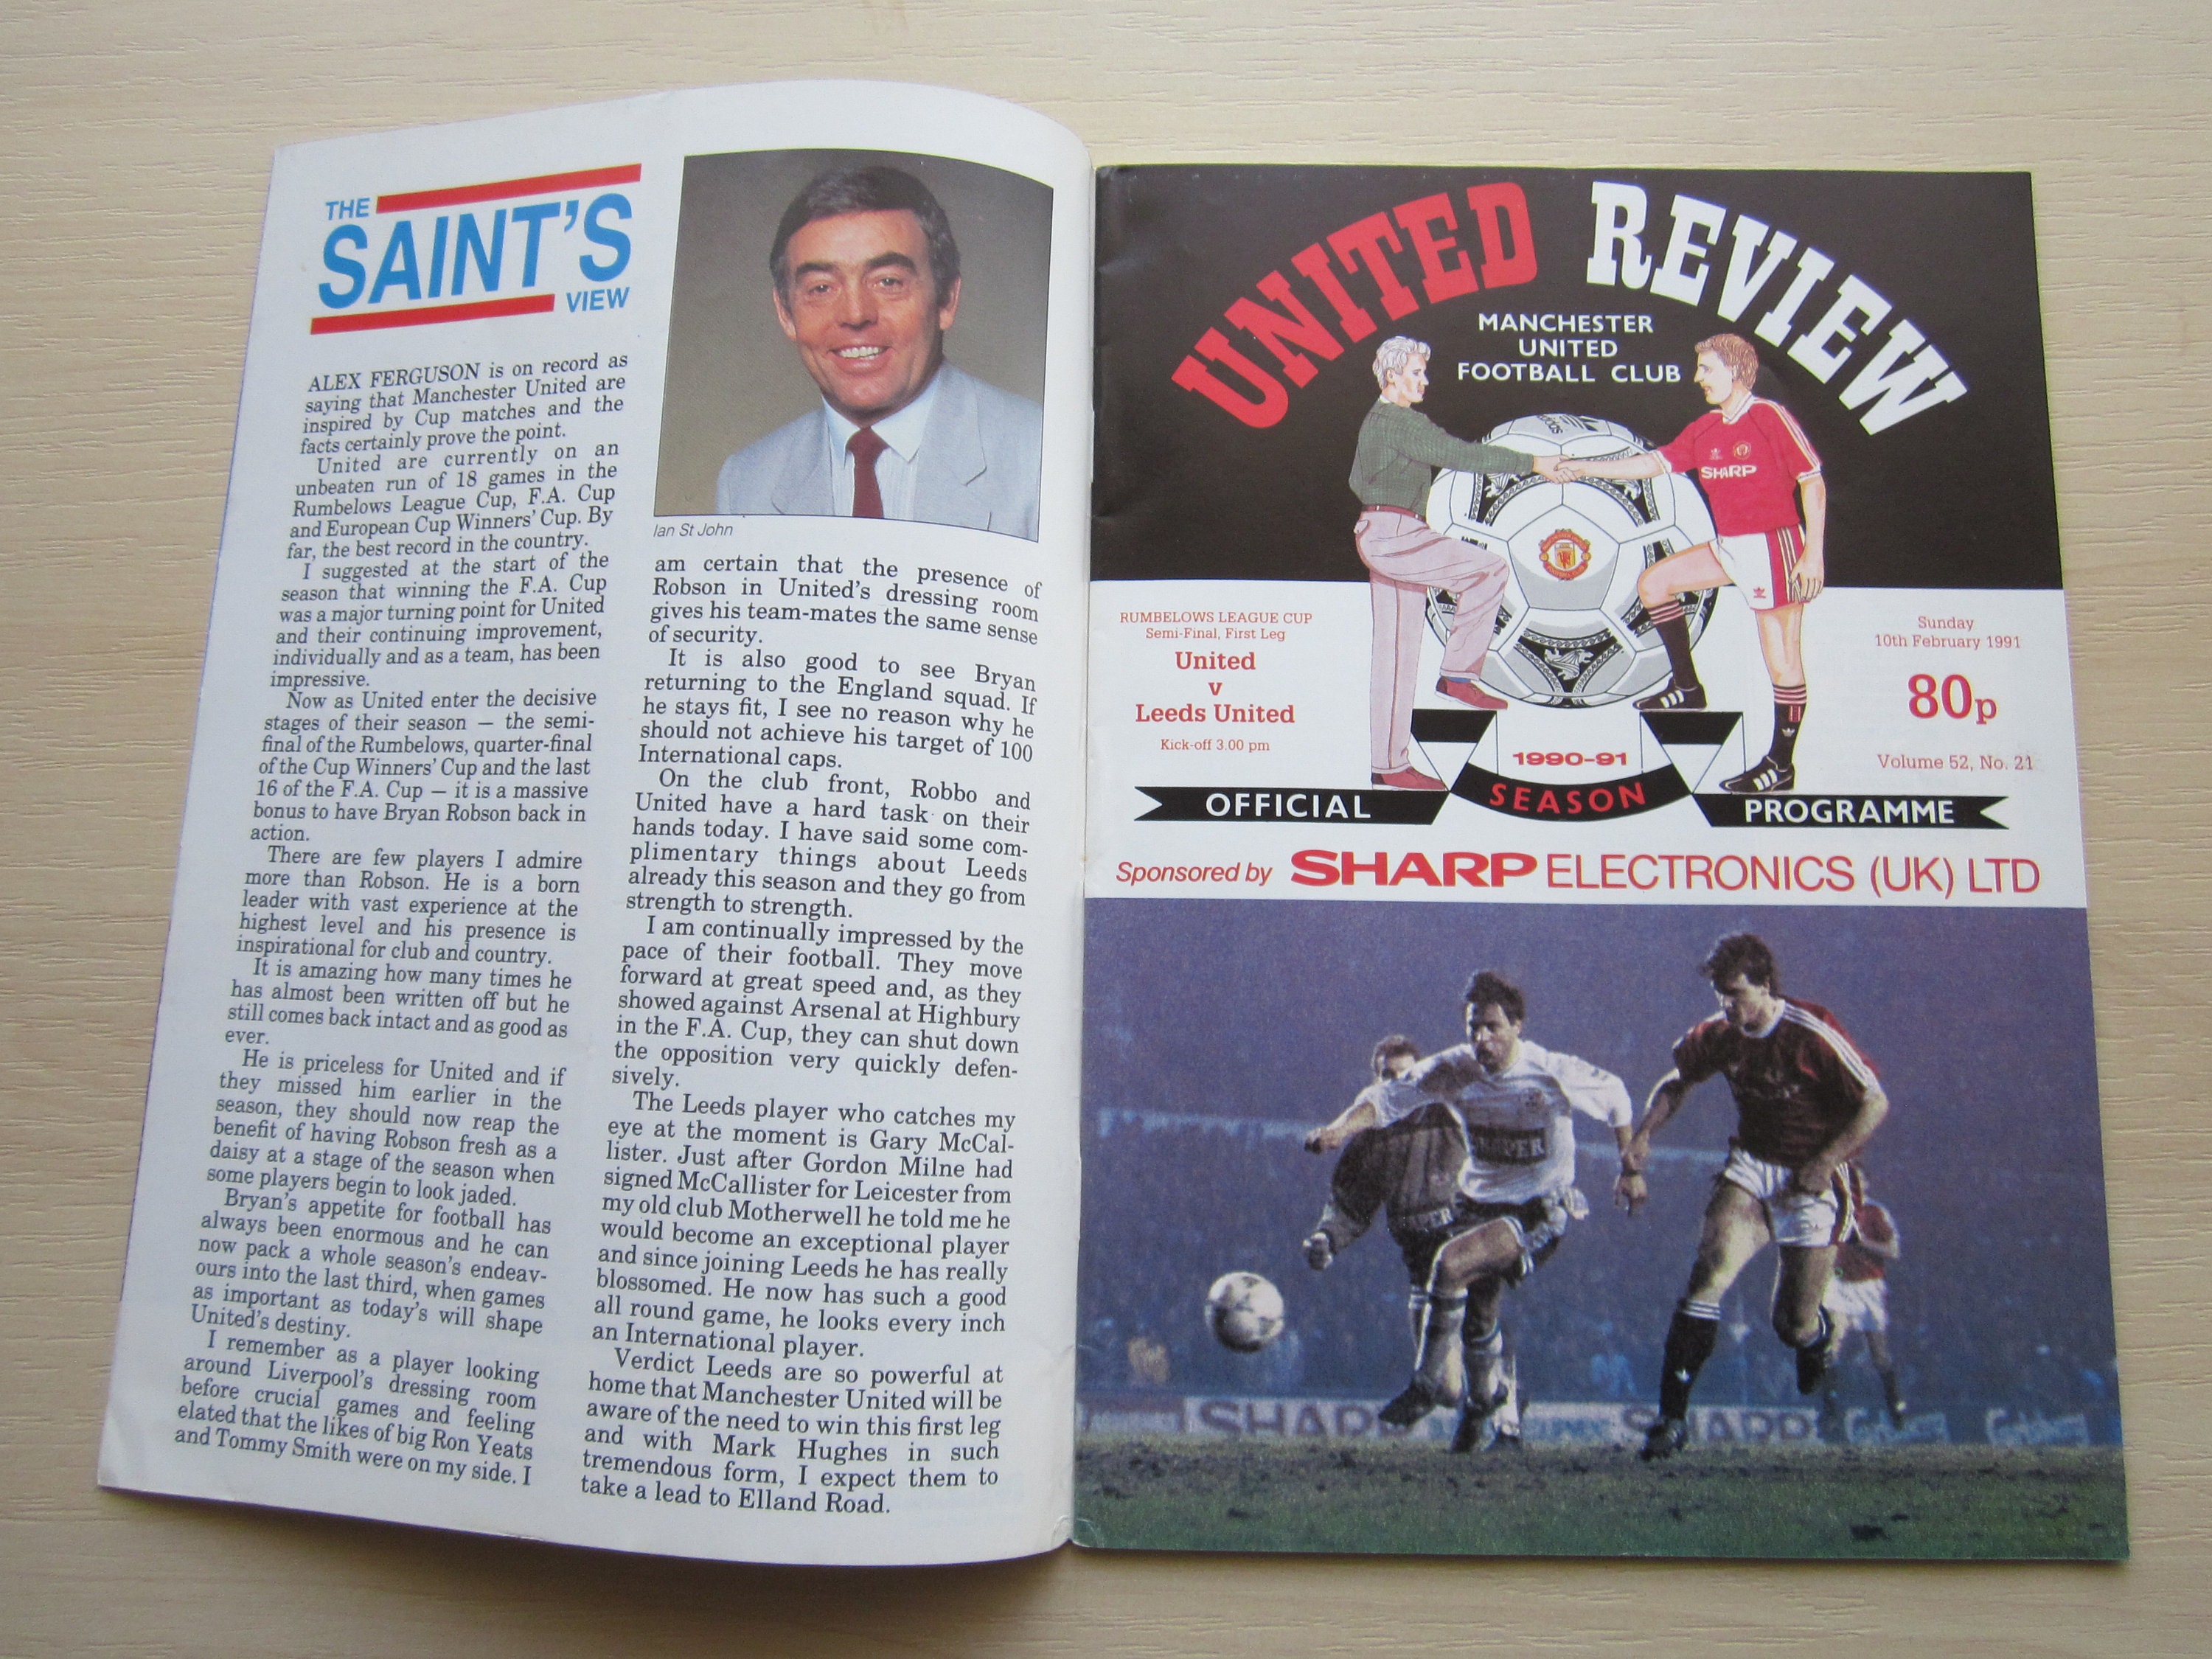 THE
SAINT'S
VIEW
ALEX FERGUSON is on record as
saying that Manchester United are
inspired by Cup matches and the
facts certainly prove the point.
United are currently on an
unbeaten run of 18 games in the
Rumbelows League Cup, F.A. Cup
and European Cup Winners' Cup. By
far, the best record in the country.
I suggested at the start of the
season that winning the F.A. Cup
was a major turning point for United
and their continuing improvement,
individually and as a team, has been
impressive.
Now as United enter the decisive
stages of their season — the semi-
final of the Rumbelows, quarter-final
of the Cup Winners' Cup and the last
16 of the F.A. Cup — it is a massive
bonus to have Bryan Robson back in
action.
There are few players I admire
more than Robson. He is a born
leader with vast experience at the
highest level and his presence is
inspirational for club and country.
It is amazing how many times he
has almost been written off but he
still comes back intact and as good as
ever.
He is priceless for United and if
they missed him earlier in the
season, they should now reap the
benefit of having Robson fresh as a
daisy at a stage of the season when
some players begin to look jaded.
Bryan's appetite for football has
always been enormous and he can
now pack a whole season's endeav-
ours into the last third, when games
as important as today's will shape
United's destiny.
I remember as a player looking
around Liverpool's dressing room
before crucial games and feeling
elated that the likes of big Ron Yeats
and Tommy Smith were on my side. I
Ian St John
am certain that the presence of
Robson in United's dressing room
gives his team-mates the same sense
of security.
It is also good to see Bryan
returning to the England squad. If
he stays fit, I see no reason why he
should not achieve his target of 100
International caps.
On the club front, Robbo and
United have a hard task on their
hands today. I have said some com-
plimentary things about Leeds
already this season and they go from
strength to strength.
I am continually impressed by the
pace of their football. They move
forward at great speed and, as they
showed against Arsenal at Highbury
in the F.A. Cup, they can shut down
the opposition very quickly defen-
sively.
The Leeds player who catches my
eye at the moment is Gary McCal-
lister. Just after Gordon Milne had
signed McCallister for Leicester from
my old club Motherwell he told me he
would become an exceptional player
and since joining Leeds he has really
blossomed. He now has such a good
all round game, he looks every inch
an International player.
Verdict Leeds are so powerful at
home that Manchester United will be
aware of the need to win this first leg
and with Mark Hughes in such
tremendous form, I expect them to
take a lead to Elland Road.
UNITED REVIEW
MANCHESTER
UNITED
FOOTBALL CLUB
adidas
SHARP
RUMBELOWS LEAGUE CUP
Semi-Final, First Leg
United
v
Leeds United
Kick-off 3.00 pm
Sunday
10th February 1991
80p
Volume 52, No. 21
1990-91
OFFICIAL SEASON PROGRAMME
Sponsored by SHARP ELECTRONICS (UK) LTD
SHARP
SHARP